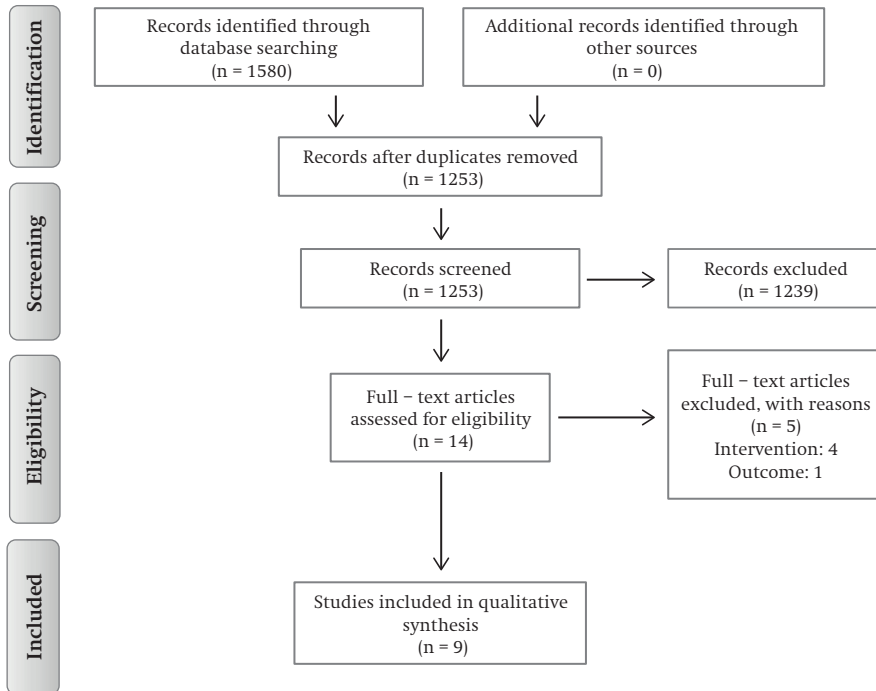 Identification
Records identified through
database searching
(n = 1580)
Additional records identified through
other sources
(n = 0)
Records after duplicates removed
(n = 1253)
Screening
Records screened
(n = 1253)
Records excluded
(n = 1239)
Eligibility
Full – text articles
assessed for eligibility
(n = 14)
Full – text articles
excluded, with reasons
(n = 5)
Intervention: 4
Outcome: 1
Included
Studies included in qualitative
synthesis
(n = 9)